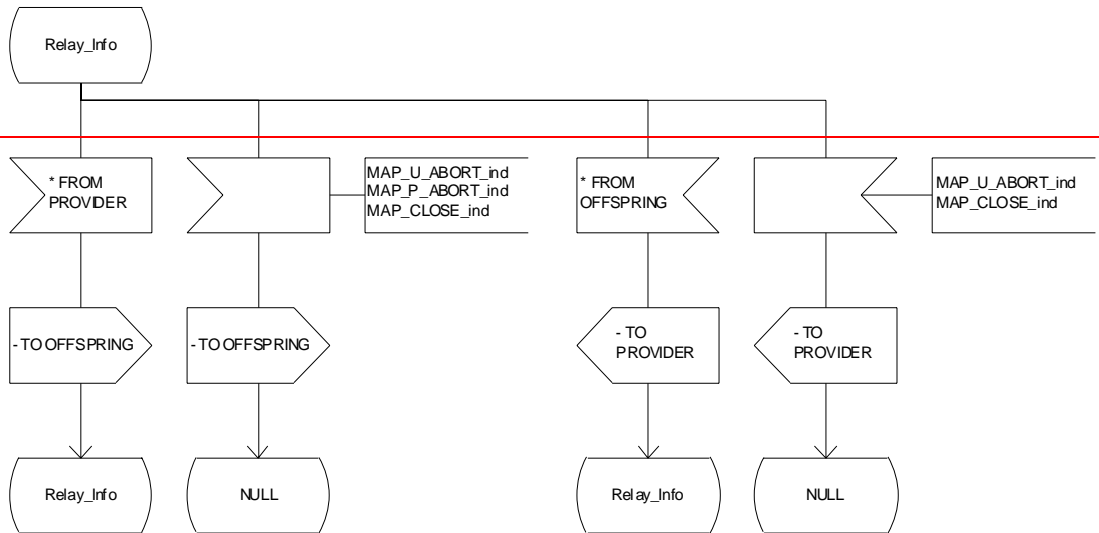 Relay_Info
* FROM
PROVIDER
MAP_U_ABORT_ind
MAP_P_ABORT_ind
MAP_CLOSE_ind
* FROM
OFFSPRING
MAP_U_ABORT_ind
MAP_CLOSE_ind
- TO OFFSPRING
- TO OFFSPRING
- TO
PROVIDER
- TO
PROVIDER
Relay_Info
NULL
Relay_Info
NULL